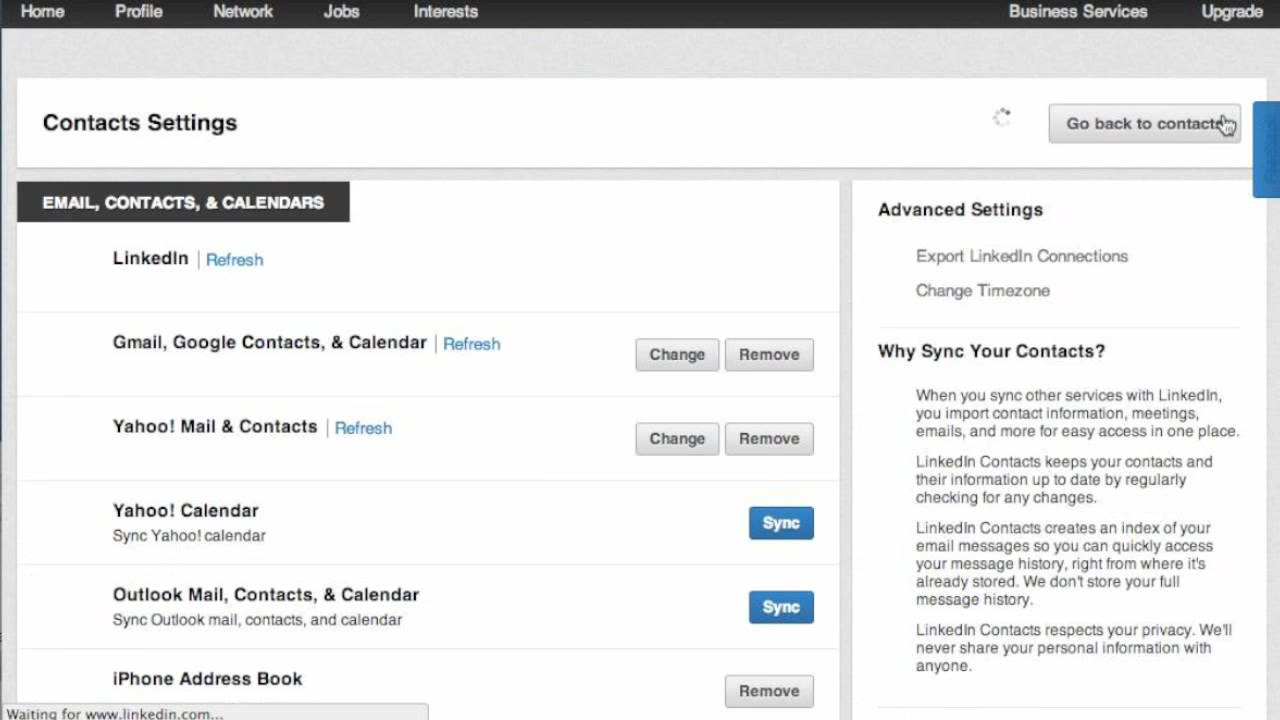 Home Profile Network Jobs Interests Business Services Upgrade
Contacts Settings
Go back to contacts
EMAIL, CONTACTS, & CALENDARS
LinkedIn | Refresh
Gmail, Google Contacts, & Calendar | Refresh
Change Remove
Yahoo! Mail & Contacts | Refresh
Change Remove
Yahoo! Calendar
Sync Yahoo! calendar
Sync
Outlook Mail, Contacts, & Calendar
Sync Outlook mail, contacts, and calendar
Sync
iPhone Address Book
Remove
Advanced Settings
Export LinkedIn Connections
Change Timezone
Why Sync Your Contacts?
When you sync other services with LinkedIn,
you import contact information, meetings,
emails, and more for easy access in one place.
LinkedIn Contacts keeps your contacts and
their information up to date by regularly
checking for any changes.
LinkedIn Contacts creates an index of your
email messages so you can quickly access
your message history, right from where it's
already stored. We don't store your full
message history.
LinkedIn Contacts respects your privacy. We'll
never share your personal information with
anyone.
Waiting for www.linkedin.com...